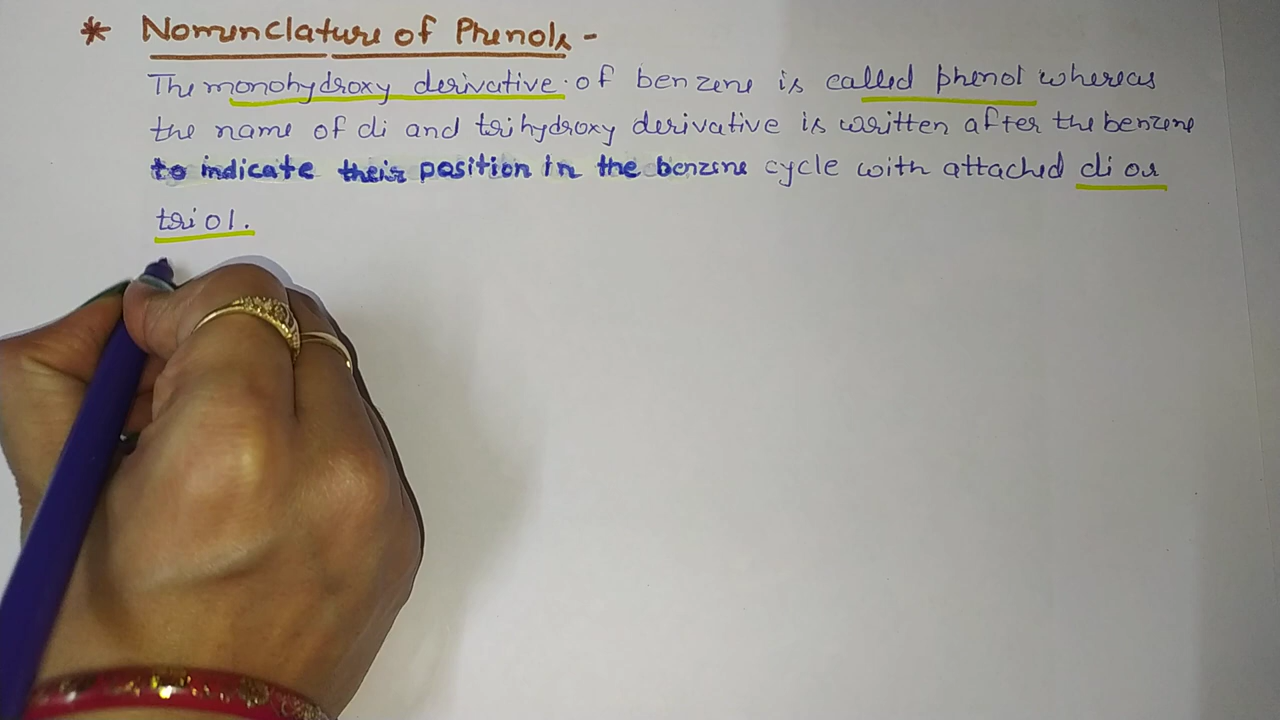 * Nomenclature of Phenols -
The monohydroxy derivative of benzene is called phenol whereas
the name of di and trihydroxy derivative is written after the benzene
to indicate their position in the benzene cycle with attached di or
triol.